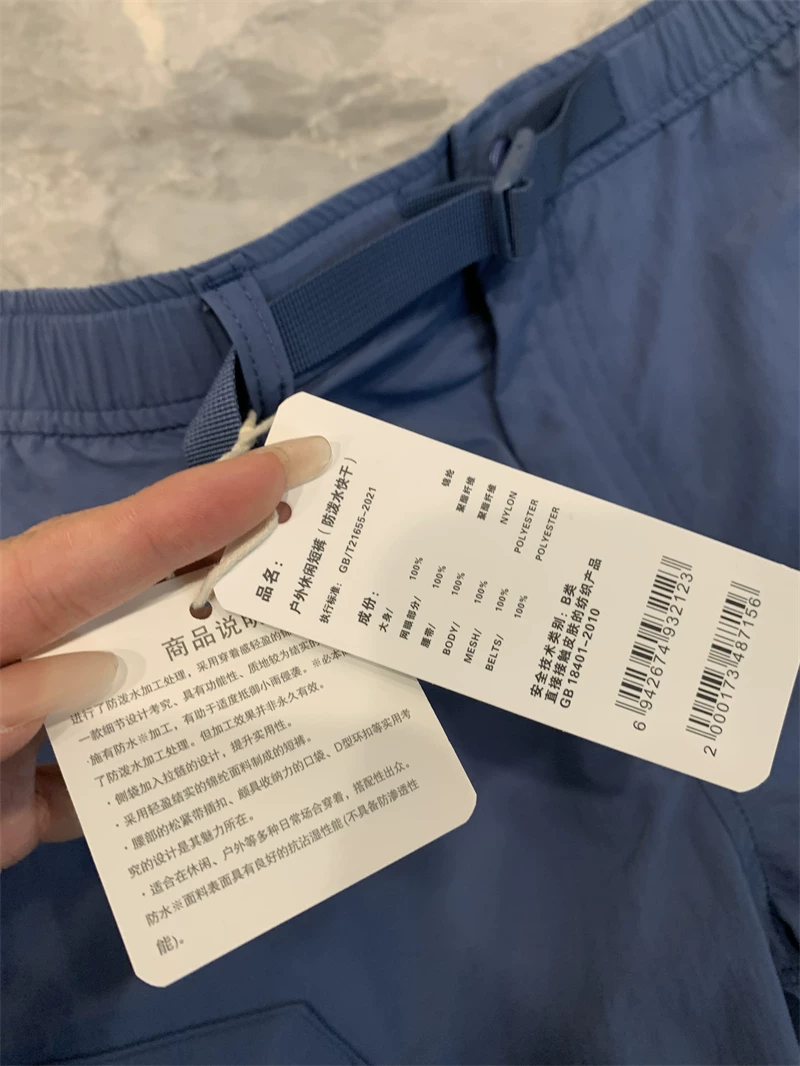 品名：
户外休闲短裤（防泼水快干）
执行标准： GB/T21655-2021
成份：
大身/ 100% 锦纶
网眼部分/ 100% 聚酯纤维
腰带/ 100% 聚酯纤维
BODY/ 100% NYLON
MESH/ 100% POLYESTER
BELTS/ 100% POLYESTER
安全技术类别：B类
直接接触皮肤的纺织产品
GB 18401-2010
6 942674 932123
2 000173 487156
商品说明
进行了防泼水加工处理，采用穿着感轻盈的锦
一款细节设计考究、具有功能性、质地较为结实的
·施有防水※加工，有助于适度抵御小雨侵袭。※必本
了防泼水加工处理。但加工效果并非永久有效。
·侧袋加入拉链的设计，提升实用性。
·采用轻盈结实的锦纶面料制成的短裤。
·腰部的松紧带插扣、颇具收纳力的口袋、D型环扣等实用考
究的设计是其魅力所在。
·适合在休闲、户外等多种日常场合穿着，搭配性出众。
防水※面料表面具有良好的抗沾湿性能(不具备防渗透性
能)。